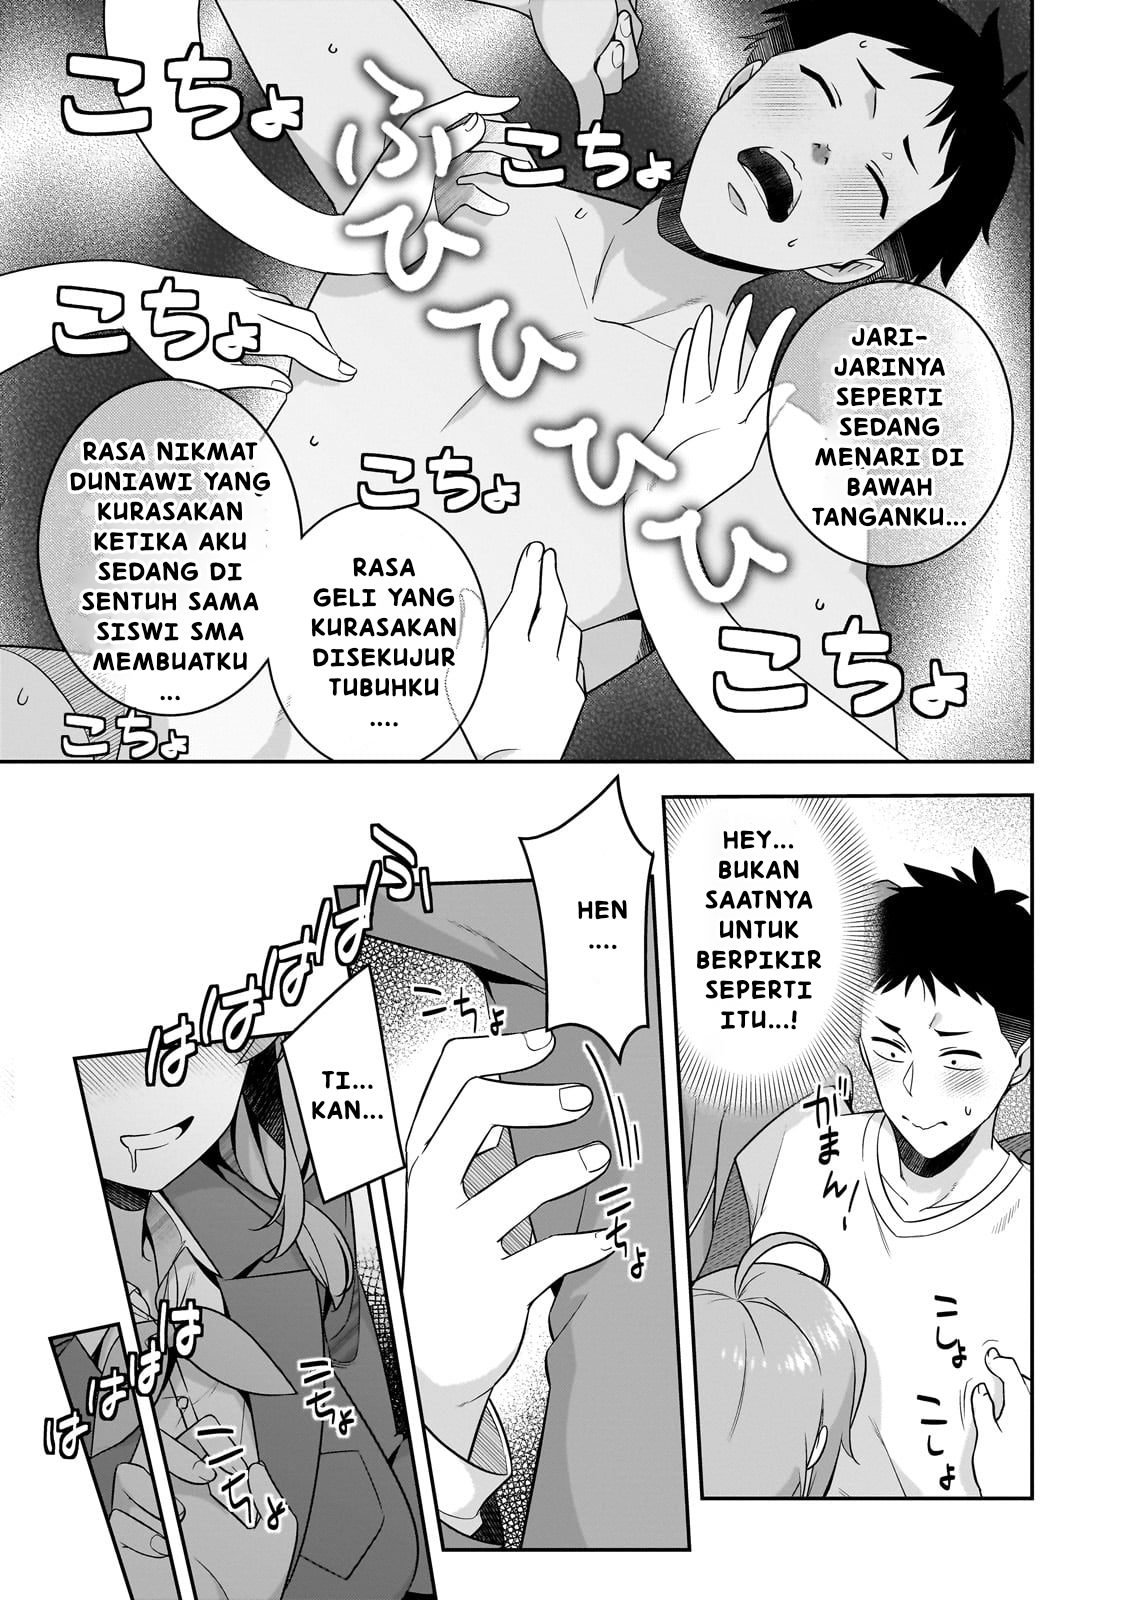 こちょ
こちょ
こちょ
こちょ
こちょ
こちょ
ふひひひひひひ
JARI-
JARINYA
SEPERTI
SEDANG
MENARI DI
BAWAH
TANGANKU...
RASA
GELI YANG
KURASAKAN
DISEKUJUR
TUBUHKU
....
RASA NIKMAT
DUNIAWI YANG
KURASAKAN
KETIKA AKU
SEDANG DI
SENTUH SAMA
SISWI SMA
MEMBUATKU
...
HEY...
BUKAN
SAATNYA
UNTUK
BERPIKIR
SEPERTI
ITU...!
がまん!
こしょ
こしょ
HEN
....
こちょ
こちょ
TI...
KAN...
ふーはははは
こちょ
はははは
こちょ